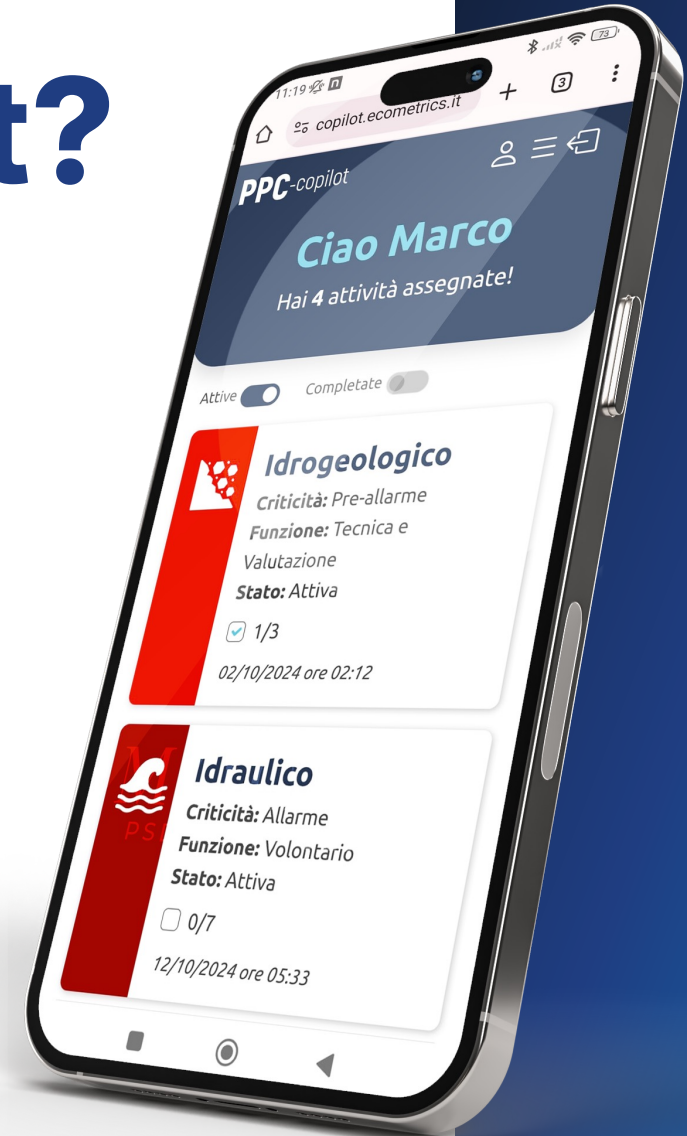 t?
11:19
73
copilot.ecometrics.it
3
PPC-copilot
Ciao Marco
Hai 4 attività assegnate!
Attive
Completate
Idrogeologico
Criticità: Pre-allarme
Funzione: Tecnica e
Valutazione
Stato: Attiva
1/3
02/10/2024 ore 02:12
Idraulico
Criticità: Allarme
Funzione: Volontario
Stato: Attiva
0/7
12/10/2024 ore 05:33